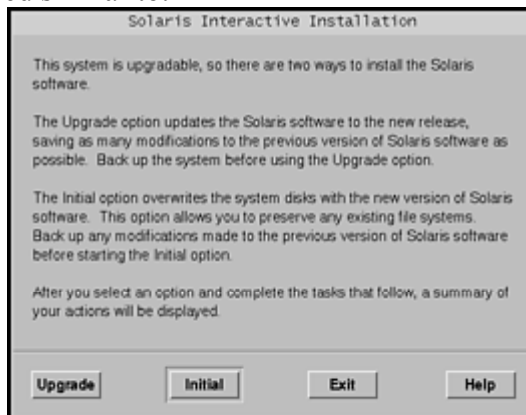 Solaris Interactive Installation
This system is upgradable, so there are two ways to install the Solaris
software.
The Upgrade option updates the Solaris software to the new release,
saving as many modifications to the previous version of Solaris software as
possible. Back up the system before using the Upgrade option.
The Initial option overwrites the system disks with the new version of Solaris
software. This option allows you to preserve any existing file systems.
Back up any modifications made to the previous version of Solaris software
before starting the Initial option.
After you select an option and complete the tasks that follow, a summary of
your actions will be displayed.
Upgrade Initial Exit Help